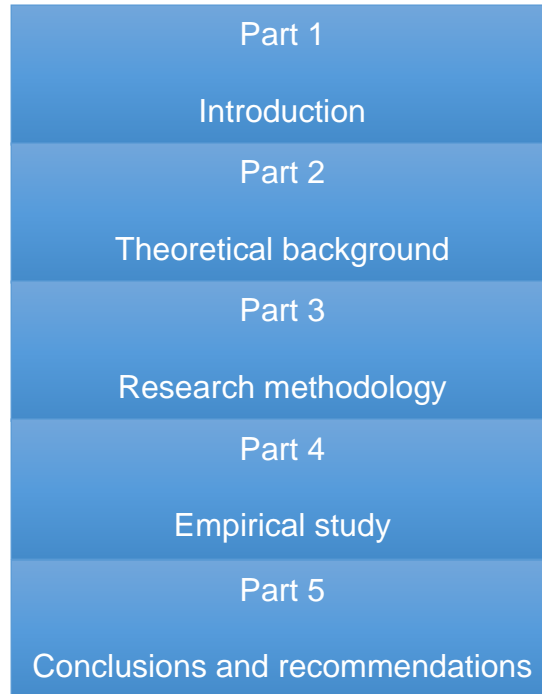 Part 1
Introduction
Part 2
Theoretical background
Part 3
Research methodology
Part 4
Empirical study
Part 5
Conclusions and recommendations